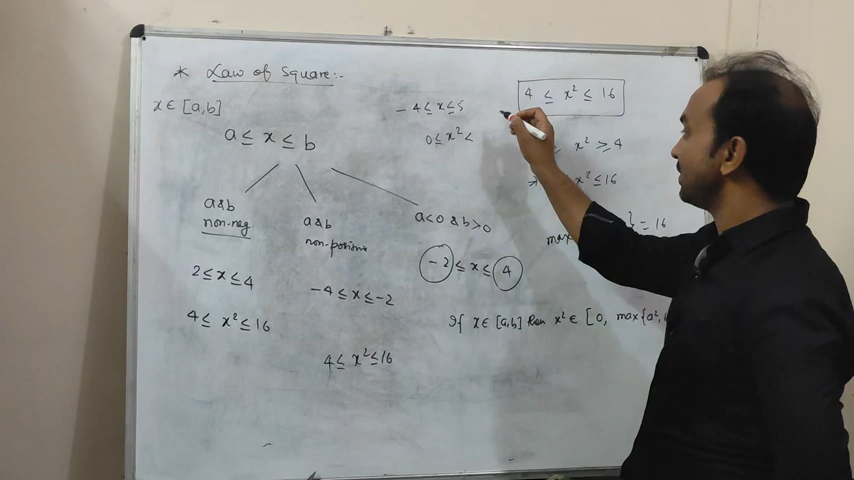 * Law of Square:-
x ∈ [a,b]
a ≤ x ≤ b
a&b
non-neg
2 ≤ x ≤ 4
4 ≤ x² ≤ 16
a&b
non-positive
-4 ≤ x ≤ -2
4 ≤ x² ≤ 16
a<0 & b>0
-2 ≤ x ≤ 4
If x ∈ [a,b] then x² ∈ [0, max{a²,
-4 ≤ x ≤ 5
0 ≤ x² <
4 ≤ x² ≤ 16
x² ≥ 4
x² ≤ 16
max } = 16